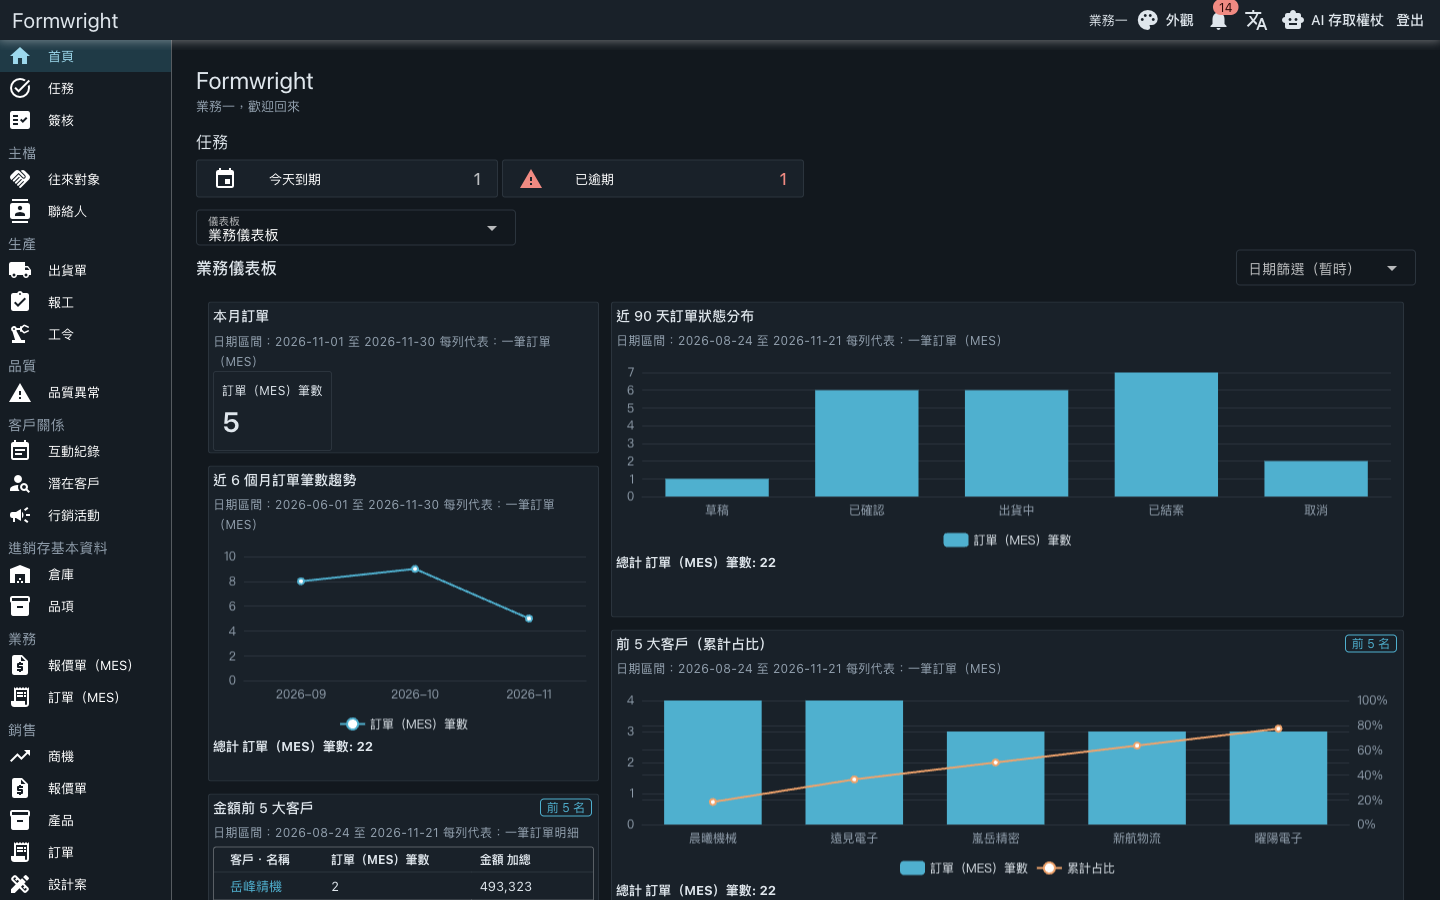 Formwright
業務一
外觀
14
AI 存取權杖
登出
首頁
任務
簽核
主檔
往來對象
聯絡人
生產
出貨單
報工
工令
品質
品質異常
客戶關係
互動紀錄
潛在客戶
行銷活動
進銷存基本資料
倉庫
品項
業務
報價單（MES）
訂單（MES）
銷售
商機
報價單
產品
訂單
設計案
Formwright
業務一，歡迎回來
任務
今天到期 1
已逾期 1
儀表板
業務儀表板
業務儀表板
日期篩選（暫時）
本月訂單
日期區間：2026-11-01 至 2026-11-30 每列代表：一筆訂單
（MES）
訂單（MES）筆數
5
近 6 個月訂單筆數趨勢
日期區間：2026-06-01 至 2026-11-30 每列代表：一筆訂單
（MES）
10
8
6
4
2
0
2026-09 2026-10 2026-11
訂單（MES）筆數
總計 訂單（MES）筆數: 22
金額前 5 大客戶
前 5 名
日期區間：2026-08-24 至 2026-11-21 每列代表：一筆訂單明細
客戶 · 名稱 訂單（MES）筆數 金額 加總
岳峰精機 2 493,323
近 90 天訂單狀態分布
日期區間：2026-08-24 至 2026-11-21 每列代表：一筆訂單（MES）
7
6
5
4
3
2
1
0
草稿 已確認 出貨中 已結案 取消
訂單（MES）筆數
總計 訂單（MES）筆數: 22
前 5 大客戶（累計占比）
前 5 名
日期區間：2026-08-24 至 2026-11-21 每列代表：一筆訂單（MES）
4
3
2
1
0
100%
80%
60%
40%
20%
0%
晨曦機械 遠見電子 嵐岳精密 新航物流 曜陽電子
訂單（MES）筆數 累計占比
總計 訂單（MES）筆數: 22